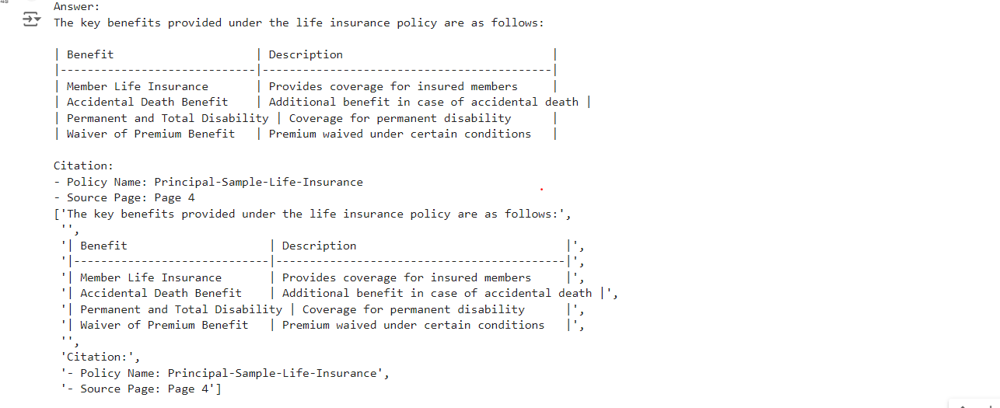 4s
Answer:
The key benefits provided under the life insurance policy are as follows:
| Benefit                     | Description                               |
|-----------------------------|-------------------------------------------|
| Member Life Insurance       | Provides coverage for insured members     |
| Accidental Death Benefit    | Additional benefit in case of accidental death |
| Permanent and Total Disability | Coverage for permanent disability      |
| Waiver of Premium Benefit   | Premium waived under certain conditions   |
Citation:
- Policy Name: Principal-Sample-Life-Insurance
- Source Page: Page 4
['The key benefits provided under the life insurance policy are as follows:',
'',
'| Benefit                     | Description                               |',
'|-----------------------------|-------------------------------------------|',
'| Member Life Insurance       | Provides coverage for insured members     |',
'| Accidental Death Benefit    | Additional benefit in case of accidental death |',
'| Permanent and Total Disability | Coverage for permanent disability      |',
'| Waiver of Premium Benefit   | Premium waived under certain conditions   |',
'',
'Citation:',
'- Policy Name: Principal-Sample-Life-Insurance',
'- Source Page: Page 4']